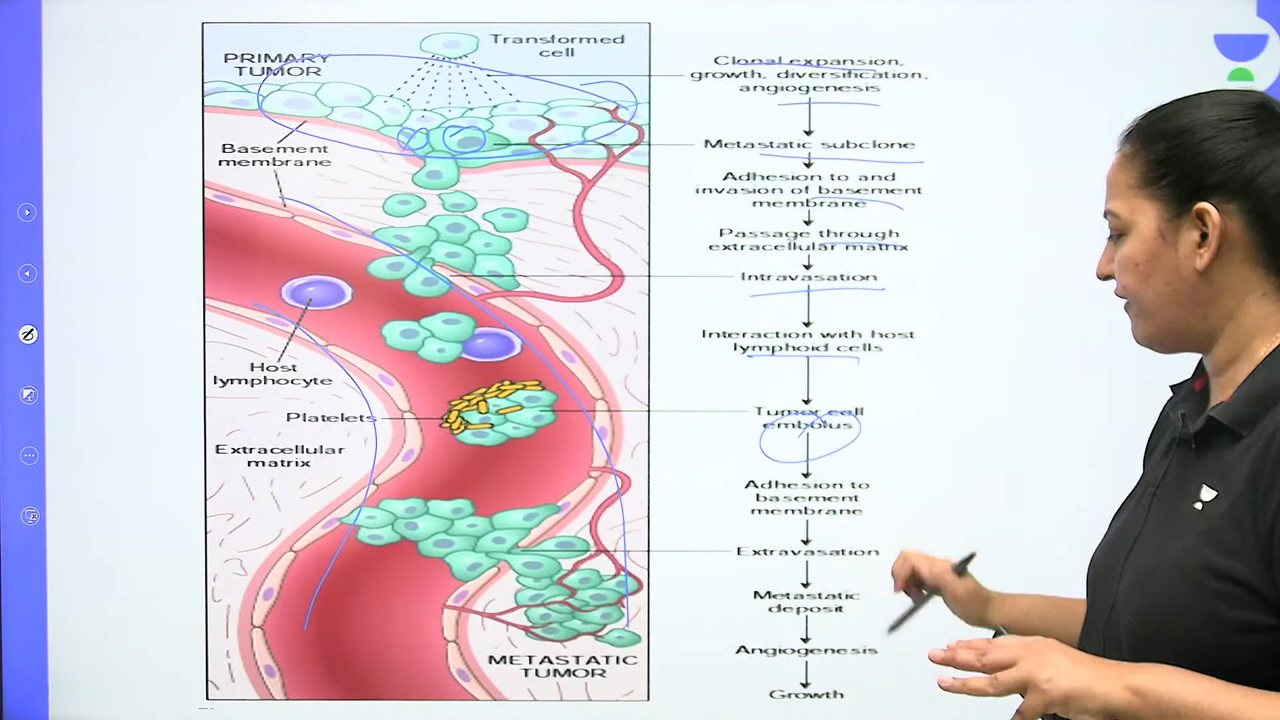 PRIMARY
TUMOR
Transformed
cell
Basement
membrane
Host
lymphocyte
Platelets
Extracellular
matrix
METASTATIC
TUMOR
Clonal expansion,
growth, diversification,
angiogenesis
Metastatic subclone
Adhesion to and
invasion of basement
membrane
Passage through
extracellular matrix
Intravasation
Interaction with host
lymphoid cells
Tumor cell
embolus
Adhesion to
basement
membrane
Extravasation
Metastatic
deposit
Angiogenesis
Growth